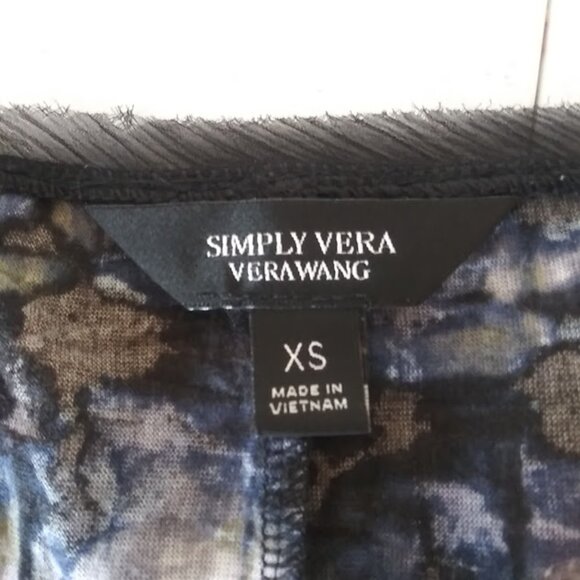 SIMPLY VERA
VERAWANG
XS
MADE IN
VIETNAM